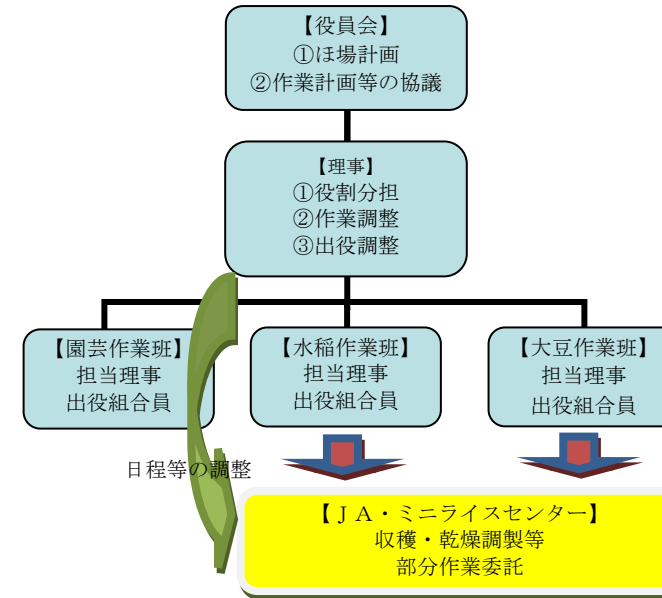 【役員会】
①ほ場計画
②作業計画等の協議
【理事】
①役割分担
②作業調整
③出役調整
【園芸作業班】
担当理事
出役組合員
【水稲作業班】
担当理事
出役組合員
【大豆作業班】
担当理事
出役組合員
日程等の調整
【ＪＡ・ミニライスセンター】
収穫・乾燥調製等
部分作業委託